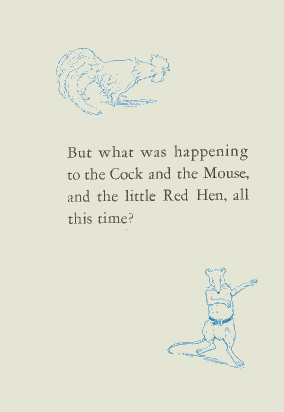 But what was happening
to the Cock and the Mouse,
and the little Red Hen, all
this time?